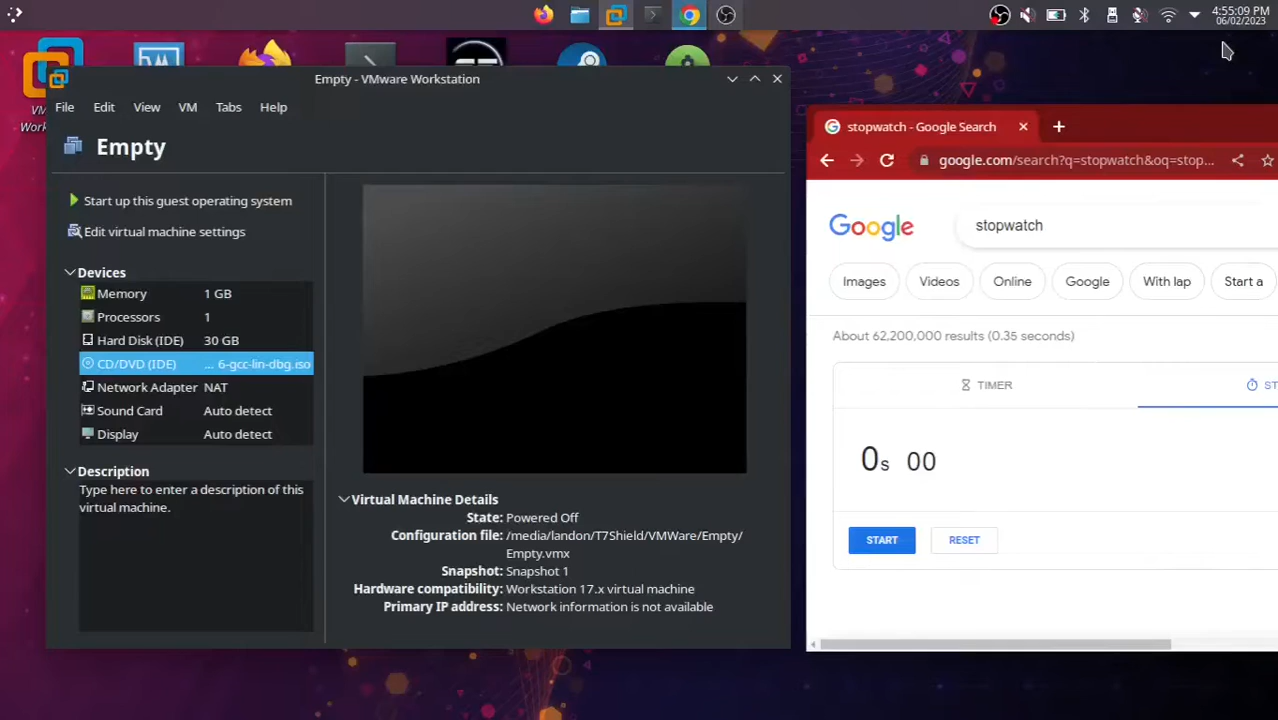 4:55:09 PM
06/02/2023
Empty - VMware Workstation
File Edit View VM Tabs Help
Empty
Start up this guest operating system
Edit virtual machine settings
Devices
Memory 1 GB
Processors 1
Hard Disk (IDE) 30 GB
CD/DVD (IDE) ... 6-gcc-lin-dbg.iso
Network Adapter NAT
Sound Card Auto detect
Display Auto detect
Description
Type here to enter a description of this
virtual machine.
Virtual Machine Details
State: Powered Off
Configuration file: /media/landon/T7Shield/VMWare/Empty/
Empty.vmx
Snapshot: Snapshot 1
Hardware compatibility: Workstation 17.x virtual machine
Primary IP address: Network information is not available
stopwatch - Google Search
google.com/search?q=stopwatch&oq=stop...
Google
stopwatch
Images Videos Online Google With lap Start a
About 62,200,000 results (0.35 seconds)
TIMER ST
0s 00
START RESET